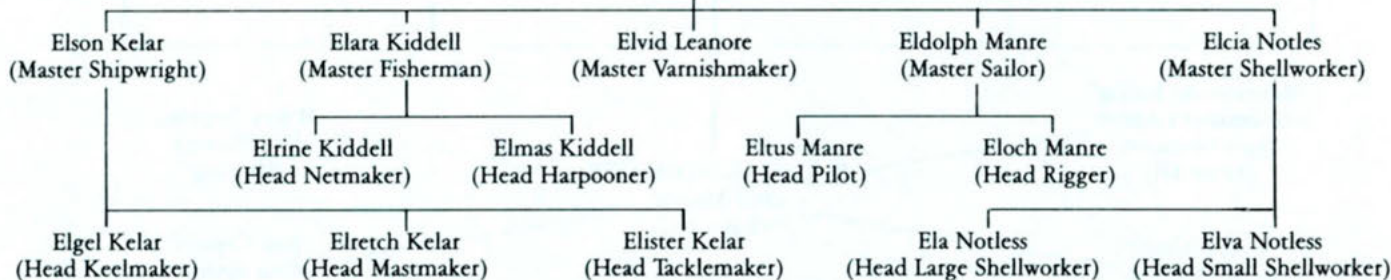 Elson Kelar
(Master Shipwright)
Elara Kiddell
(Master Fisherman)
Elvid Leanore
(Master Varnishmaker)
Eldolph Manre
(Master Sailor)
Elcia Notles
(Master Shellworker)
Elrine Kiddell
(Head Netmaker)
Elmas Kiddell
(Head Harpooner)
Eltus Manre
(Head Pilot)
Eloch Manre
(Head Rigger)
Elgel Kelar
(Head Keelmaker)
Elretch Kelar
(Head Mastmaker)
Elister Kelar
(Head Tacklemaker)
Ela Notless
(Head Large Shellworker)
Elva Notless
(Head Small Shellworker)